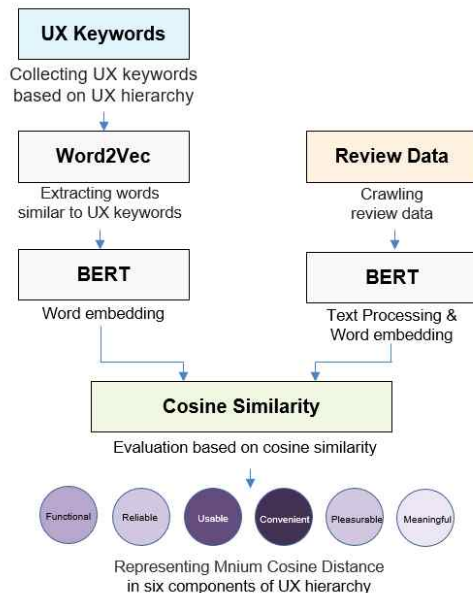 UX Keywords
Collecting UX keywords
based on UX hierarchy
Word2Vec
Extracting words
similar to UX keywords
BERT
Word embedding
Review Data
Crawling
review data
BERT
Text Processing &
Word embedding
Cosine Similarity
Evaluation based on cosine similarity
Functional
Reliable
Usable
Convenient
Pleasurable
Meaningful
Representing Mnium Cosine Distance
in six components of UX hierarchy